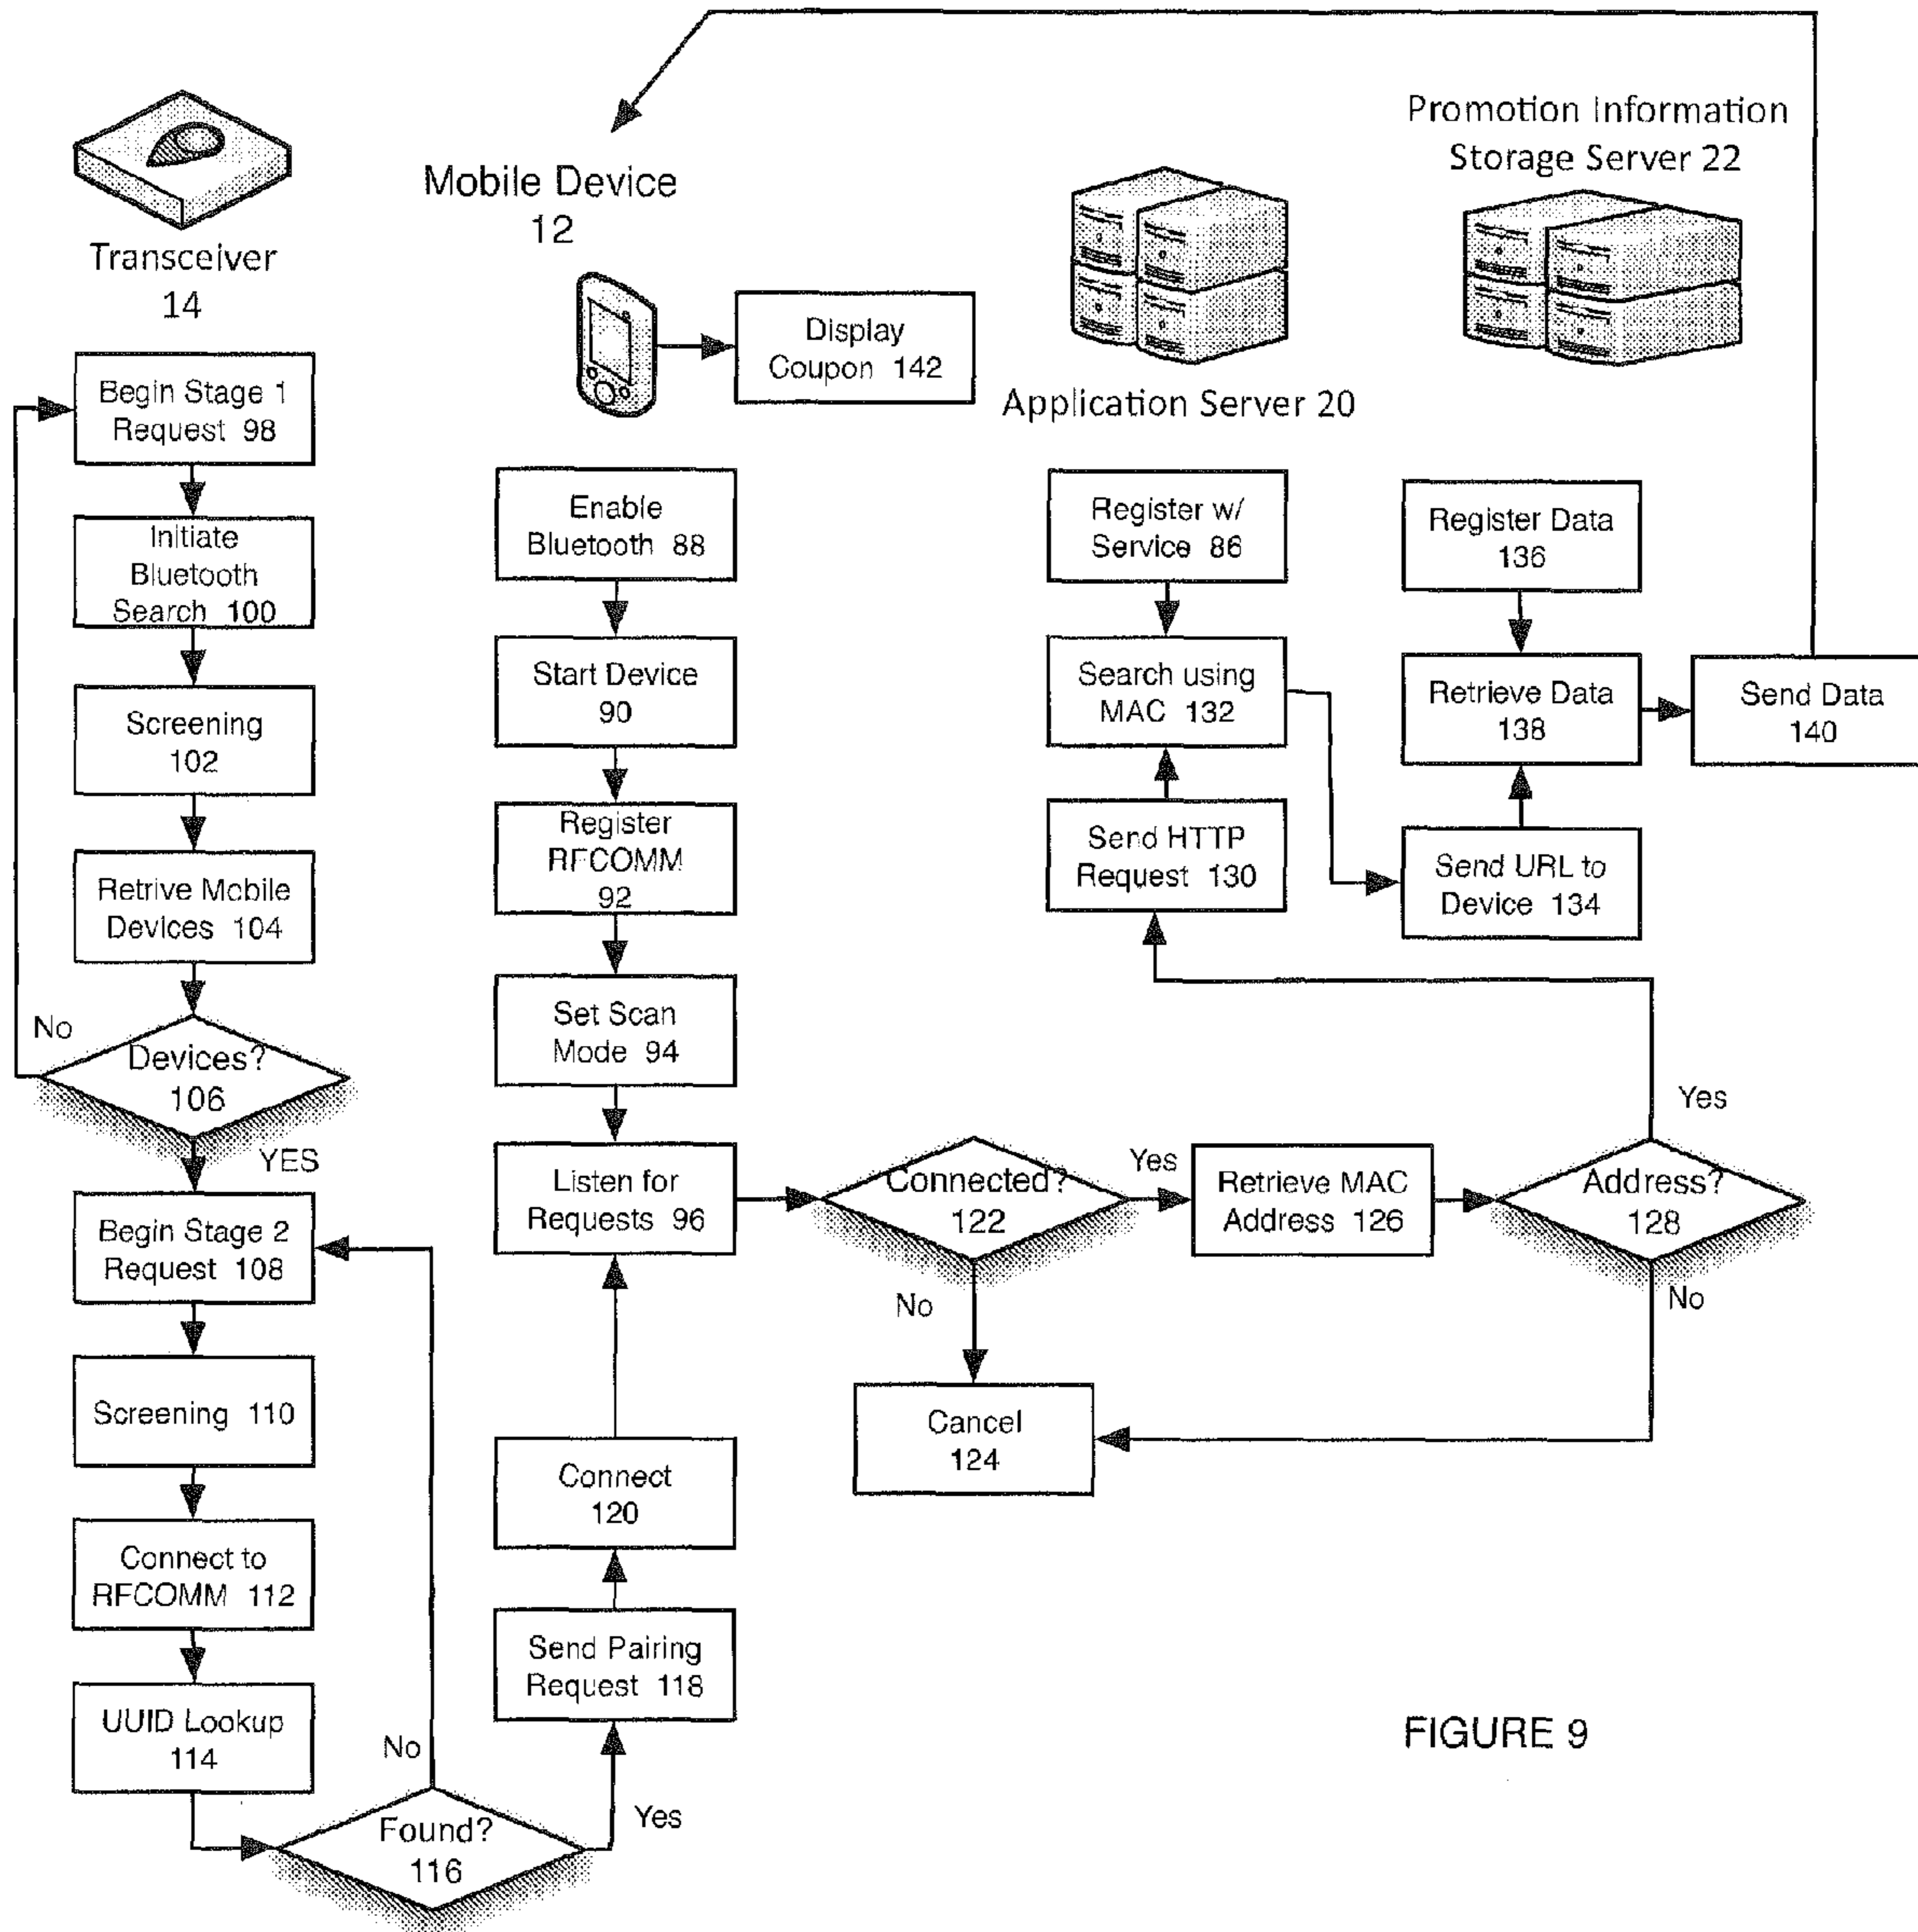 Transceiver
14
Begin Stage 1
Request 98
Initiate
Bluetooth
Search 100
Screening
102
Retrive Mobile
Devices 104
No
Devices?
106
YES
Begin Stage 2
Request 108
Screening 110
Connect to
RFCOMM 112
UUID Lookup
114
No
Found?
116
Yes
Mobile Device
12
Display
Coupon 142
Enable
Bluetooth 88
Start Device
90
Register
RFCOMM
92
Set Scan
Mode 94
Listen for
Requests 96
Connect
120
Send Pairing
Request 118
Connected?
122
Yes
No
Cancel
124
Retrieve MAC
Address 126
Address?
128
Yes
No
Application Server 20
Register w/
Service 86
Search using
MAC 132
Send HTTP
Request 130
Promotion Information
Storage Server 22
Register Data
136
Retrieve Data
138
Send URL to
Device 134
Send Data
140
FIGURE 9